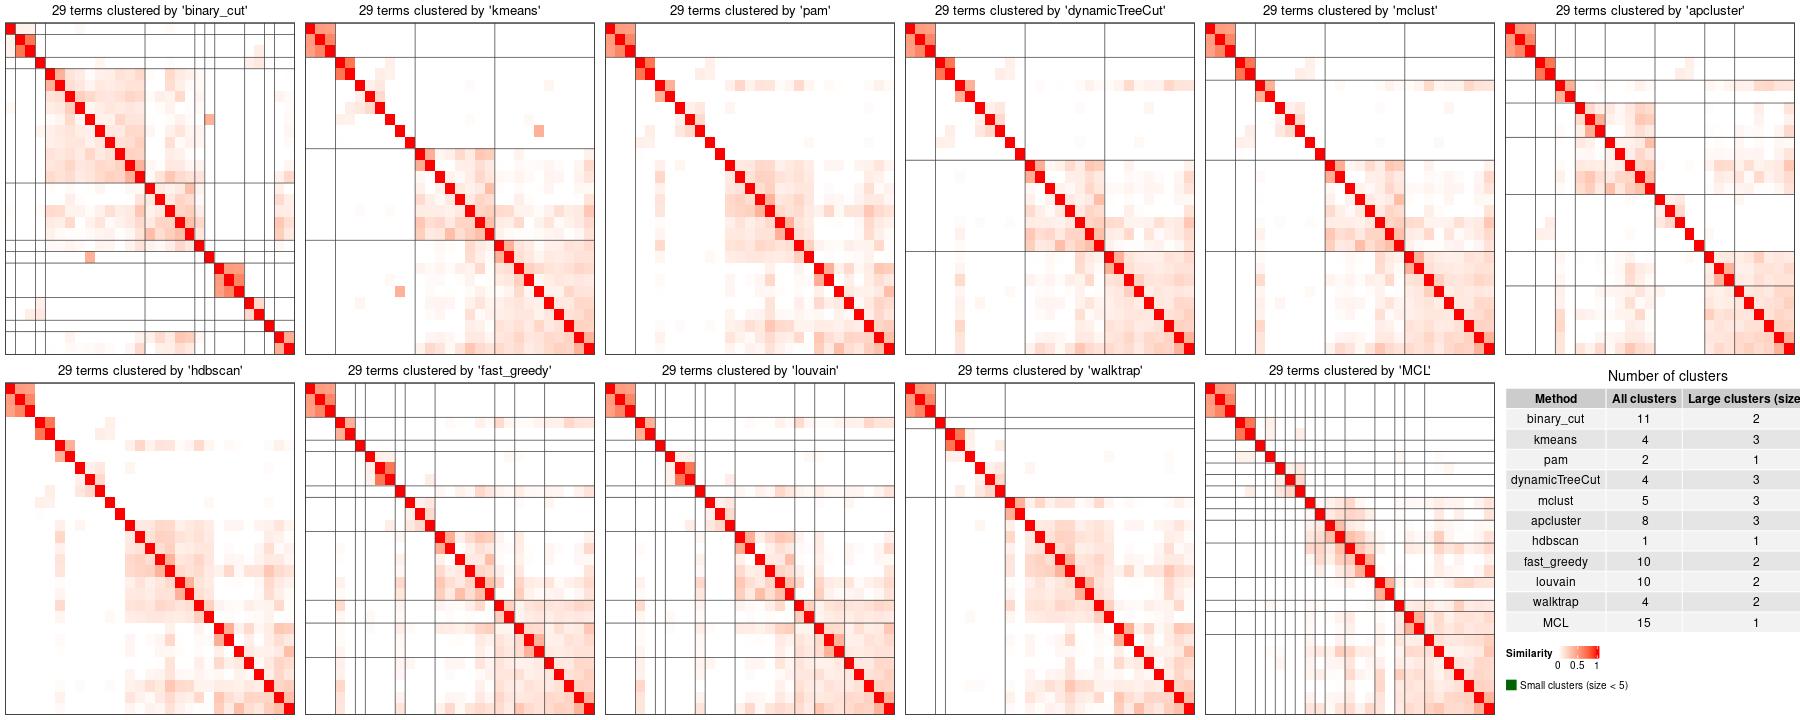 29 terms clustered by 'binary_cut'
29 terms clustered by 'kmeans'
29 terms clustered by 'pam'
29 terms clustered by 'dynamicTreeCut'
29 terms clustered by 'mclust'
29 terms clustered by 'apcluster'
29 terms clustered by 'hdbscan'
29 terms clustered by 'fast_greedy'
29 terms clustered by 'louvain'
29 terms clustered by 'walktrap'
29 terms clustered by 'MCL'
Number of clusters
Method All clusters Large clusters (size
binary_cut 11 2
kmeans 4 3
pam 2 1
dynamicTreeCut 4 3
mclust 5 3
apcluster 8 3
hdbscan 1 1
fast_greedy 10 2
louvain 10 2
walktrap 4 2
MCL 15 1
Similarity
0 0.5 1
Small clusters (size < 5)